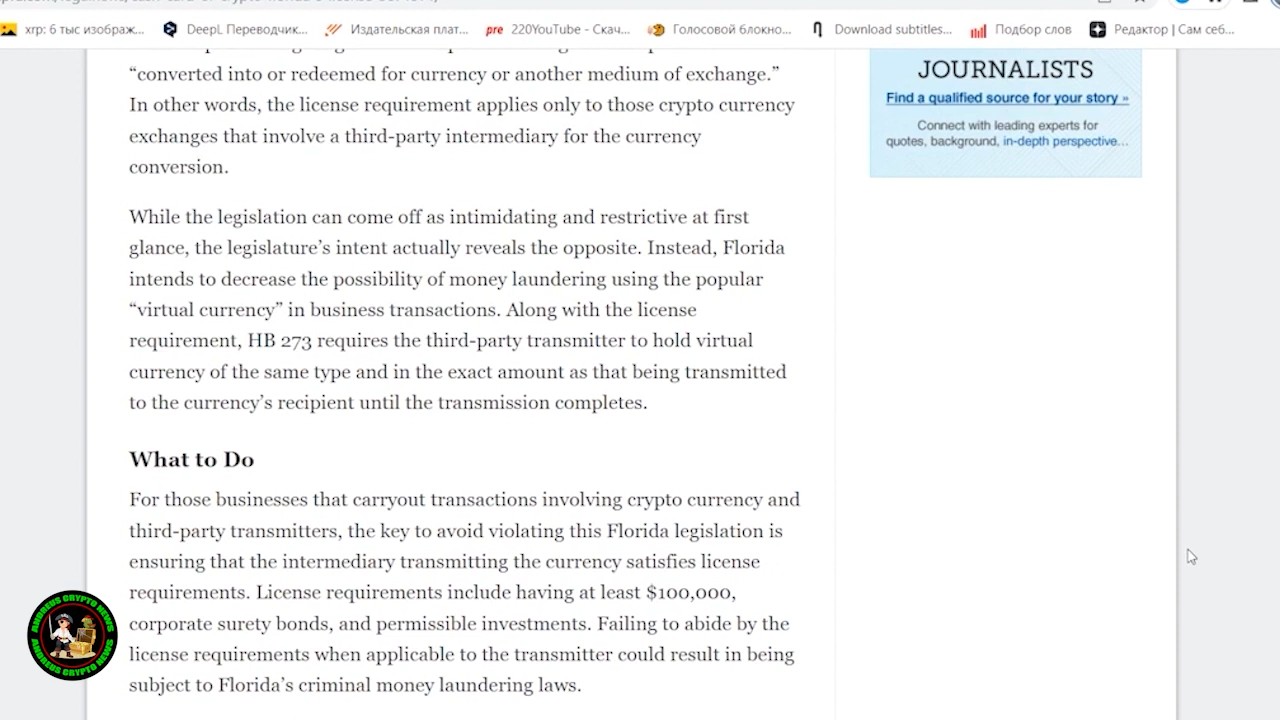 xrp: 6 тыс изображ...
DeepL Переводчик...
Издательская плат...
pre 220YouTube - Скач...
Голосовой блокно...
Download subtitles...
Подбор слов
Редактор | Сам себ...
“converted into or redeemed for currency or another medium of exchange.”
In other words, the license requirement applies only to those crypto currency
exchanges that involve a third-party intermediary for the currency
conversion.
While the legislation can come off as intimidating and restrictive at first
glance, the legislature’s intent actually reveals the opposite. Instead, Florida
intends to decrease the possibility of money laundering using the popular
“virtual currency” in business transactions. Along with the license
requirement, HB 273 requires the third-party transmitter to hold virtual
currency of the same type and in the exact amount as that being transmitted
to the currency’s recipient until the transmission completes.
What to Do
For those businesses that carryout transactions involving crypto currency and
third-party transmitters, the key to avoid violating this Florida legislation is
ensuring that the intermediary transmitting the currency satisfies license
requirements. License requirements include having at least $100,000,
corporate surety bonds, and permissible investments. Failing to abide by the
license requirements when applicable to the transmitter could result in being
subject to Florida’s criminal money laundering laws.
JOURNALISTS
Find a qualified source for your story »
Connect with leading experts for
quotes, background, in-depth perspective...
ANDREUS CRYPTO NEWS
ANDREUS CRYPTO NEWS